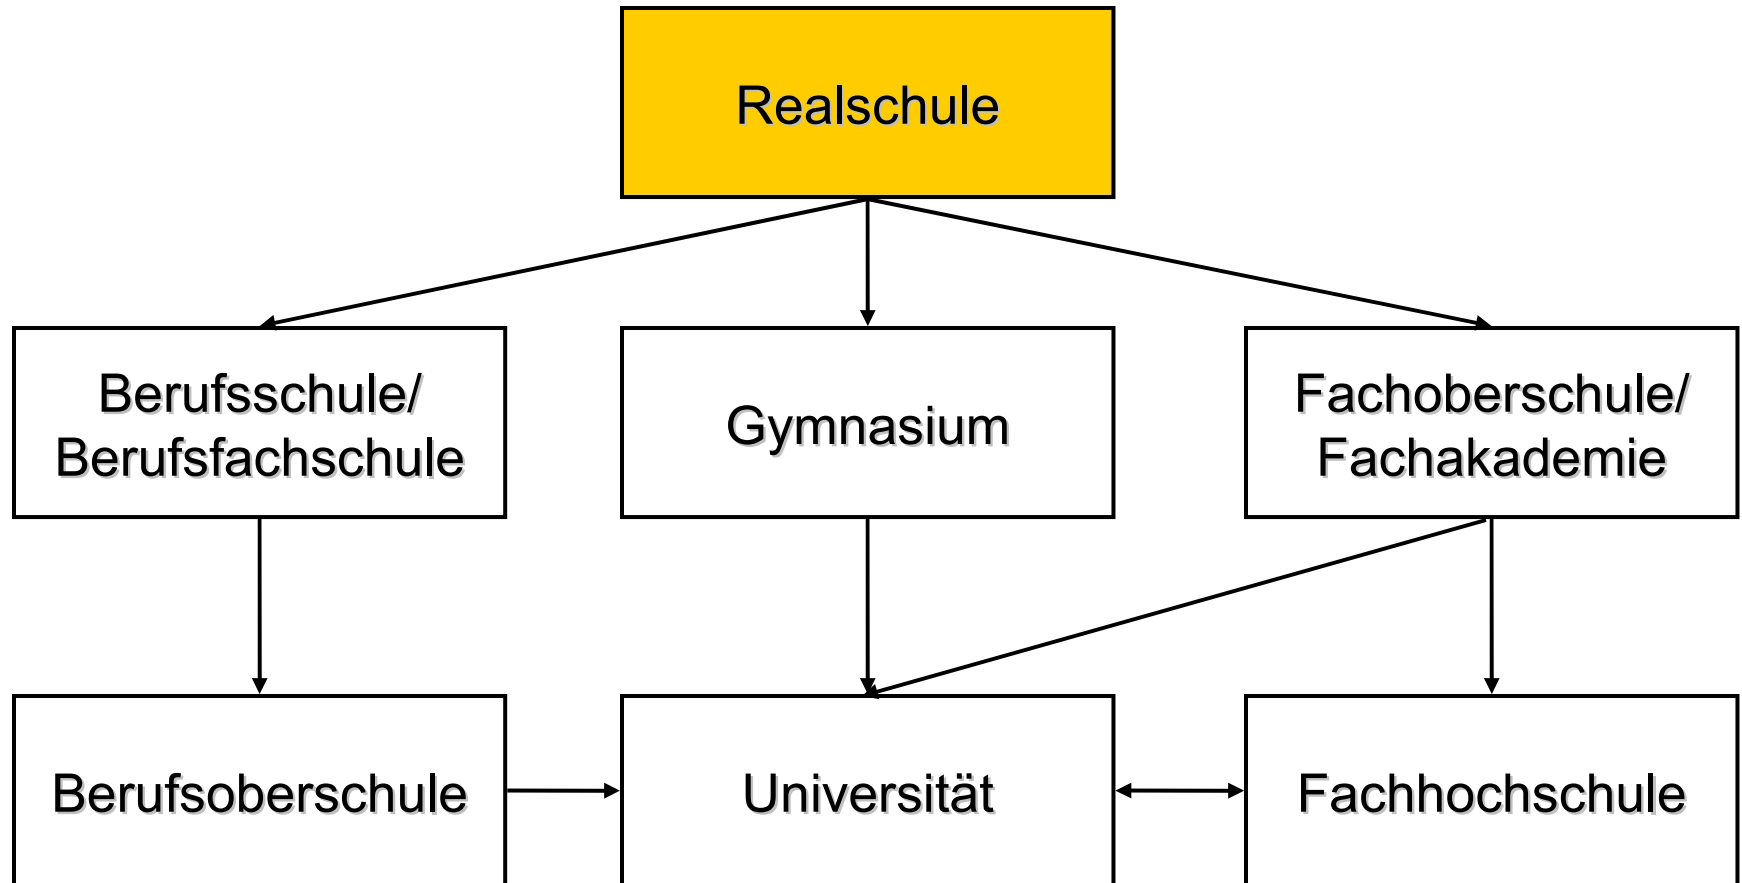 Realschule
Berufsschule/
Berufsfachschule
Gymnasium
Fachoberschule/
Fachakademie
Berufsoberschule
Universität
Fachhochschule